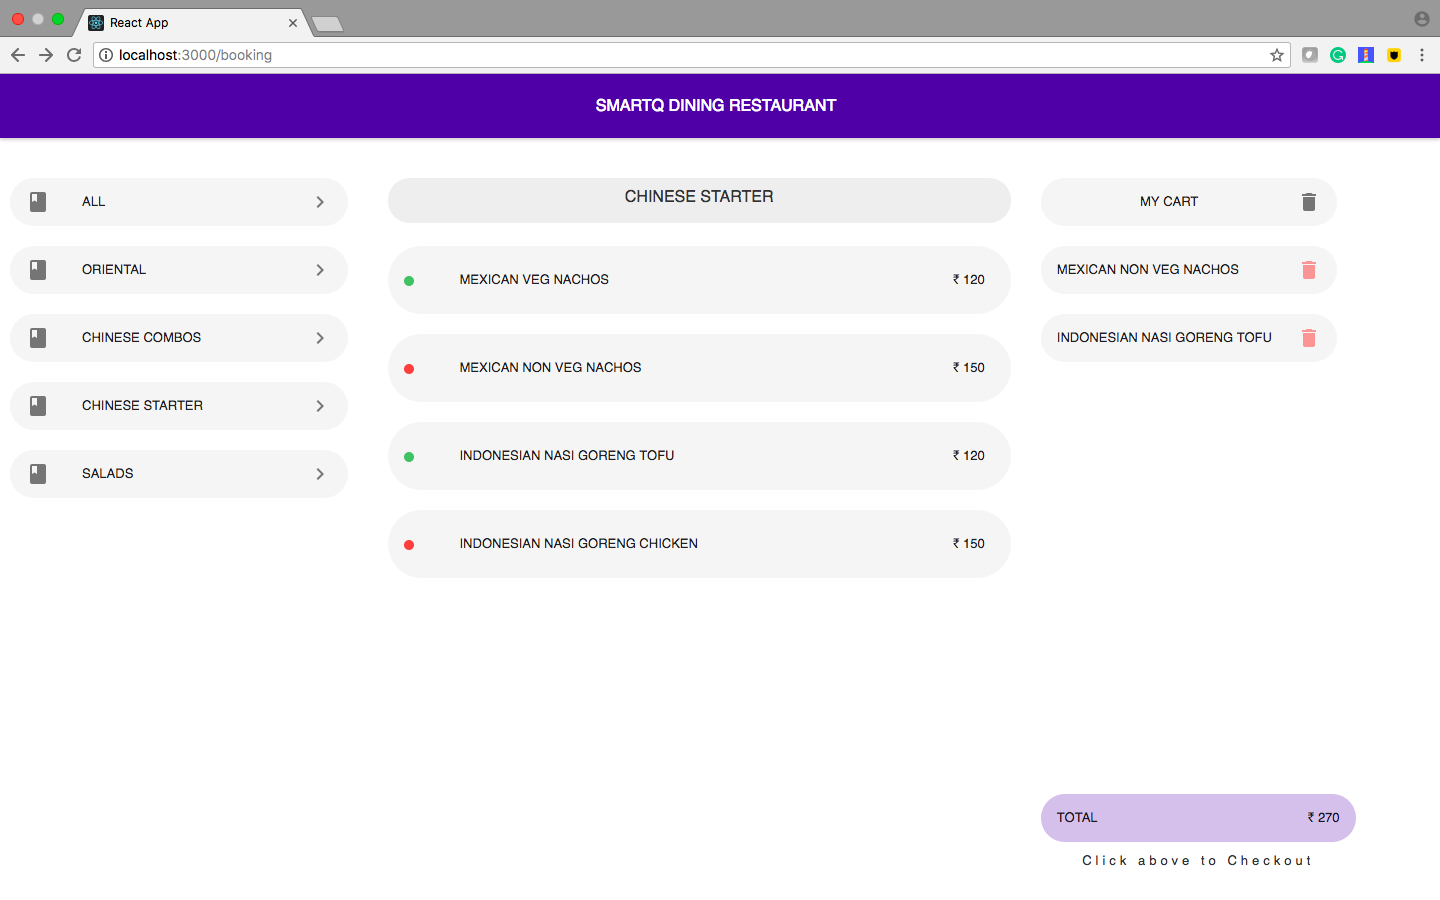 React App
localhost:3000/booking
SMARTQ DINING RESTAURANT
ALL
ORIENTAL
CHINESE COMBOS
CHINESE STARTER
SALADS
CHINESE STARTER
MEXICAN VEG NACHOS ₹ 120
MEXICAN NON VEG NACHOS ₹ 150
INDONESIAN NASI GORENG TOFU ₹ 120
INDONESIAN NASI GORENG CHICKEN ₹ 150
MY CART
MEXICAN NON VEG NACHOS
INDONESIAN NASI GORENG TOFU
TOTAL ₹ 270
Click above to Checkout